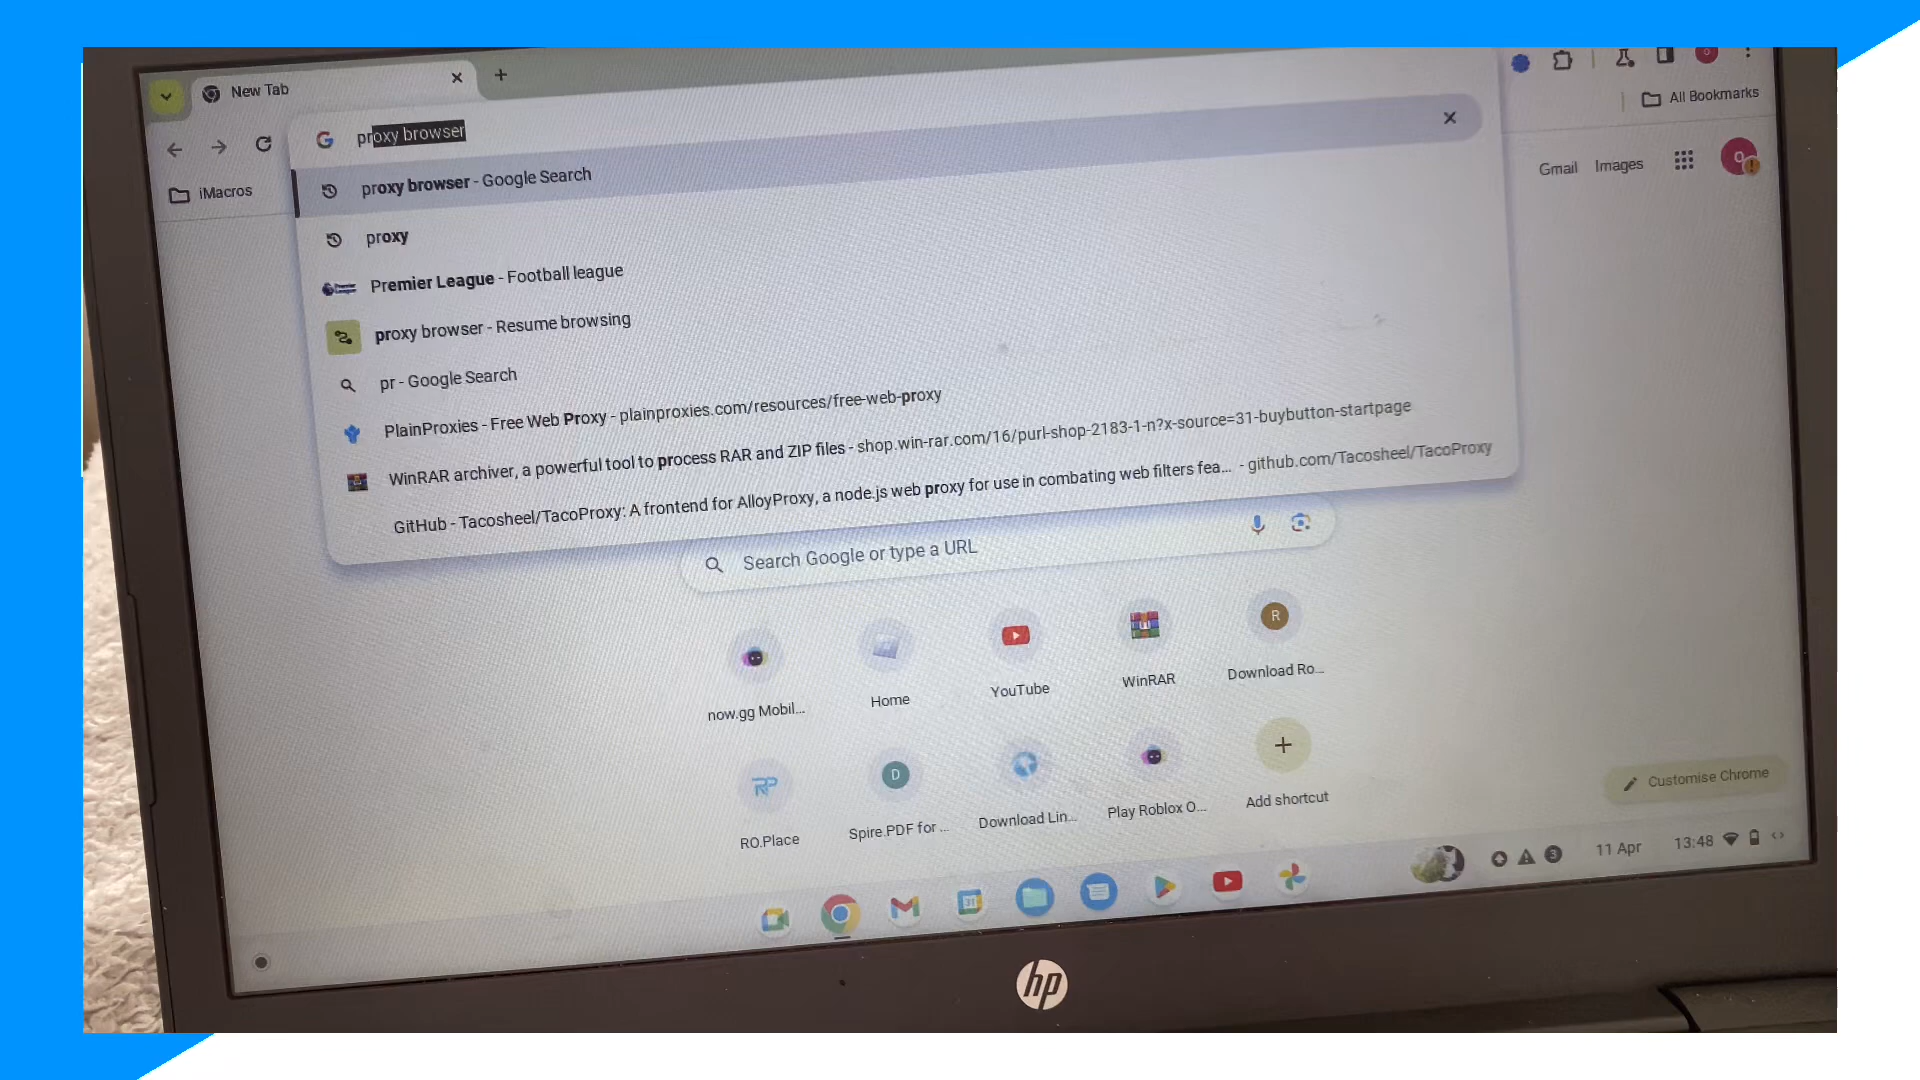 New Tab
proxy browser
All Bookmarks
iMacros
proxy browser - Google Search
Gmail Images
proxy
Premier League - Football league
proxy browser - Resume browsing
pr - Google Search
PlainProxies - Free Web Proxy - plainproxies.com/resources/free-web-proxy
WinRAR archiver, a powerful tool to process RAR and ZIP files - shop.win-rar.com/16/purl-shop-2183-1-n?x-source=31-buybutton-startpage
GitHub - Tacosheel/TacoProxy: A frontend for AlloyProxy, a node.js web proxy for use in combating web filters fea... - github.com/Tacosheel/TacoProxy
Search Google or type a URL
now.gg Mobil...
Home
YouTube
WinRAR
R
Download Ro...
RP
RO.Place
D
Spire.PDF for ...
Download Lin...
Play Roblox O...
Add shortcut
Customise Chrome
31
3
11 Apr
13:48
hp